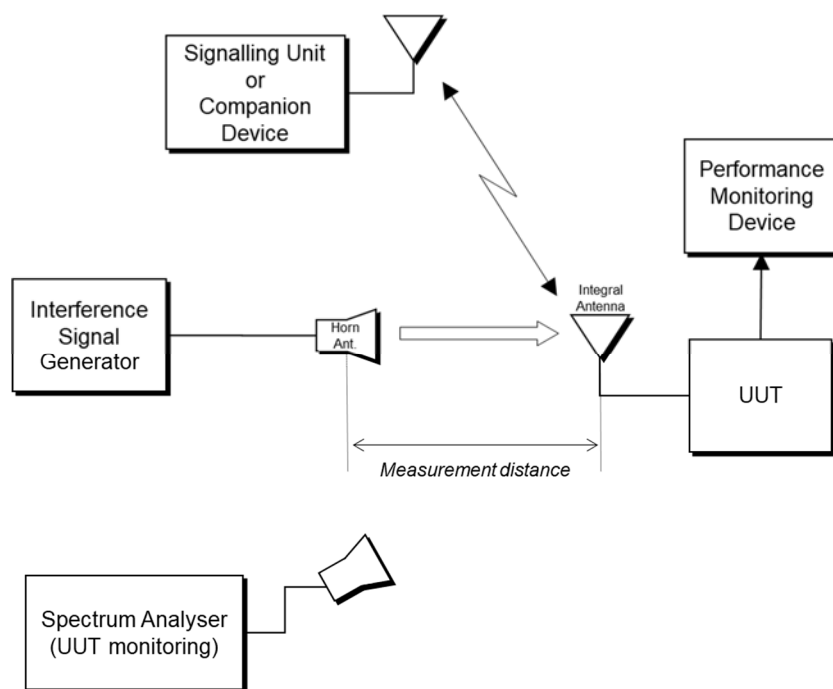 Signalling Unit
or
Companion
Device
Performance
Monitoring
Device
Interference
Signal
Generator
Horn
Ant.
Integral
Antenna
UUT
Measurement distance
Spectrum Analyser
(UUT monitoring)